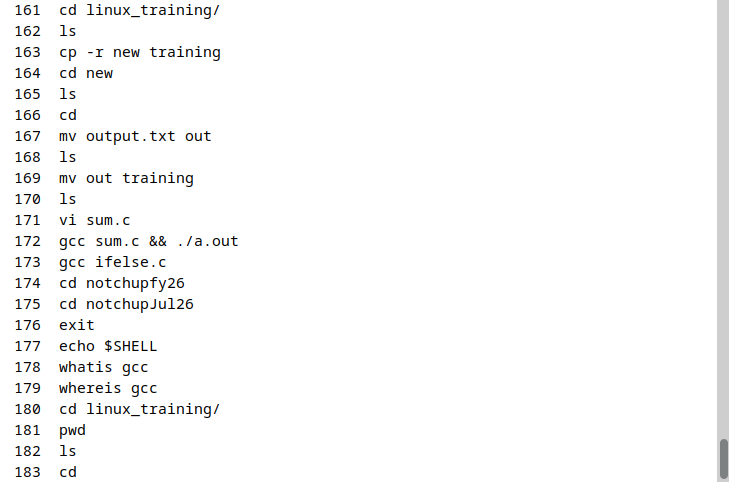 161  cd linux_training/
162  ls
163  cp -r new training
164  cd new
165  ls
166  cd
167  mv output.txt out
168  ls
169  mv out training
170  ls
171  vi sum.c
172  gcc sum.c && ./a.out
173  gcc ifelse.c
174  cd notchupfy26
175  cd notchupJul26
176  exit
177  echo $SHELL
178  whatis gcc
179  whereis gcc
180  cd linux_training/
181  pwd
182  ls
183  cd